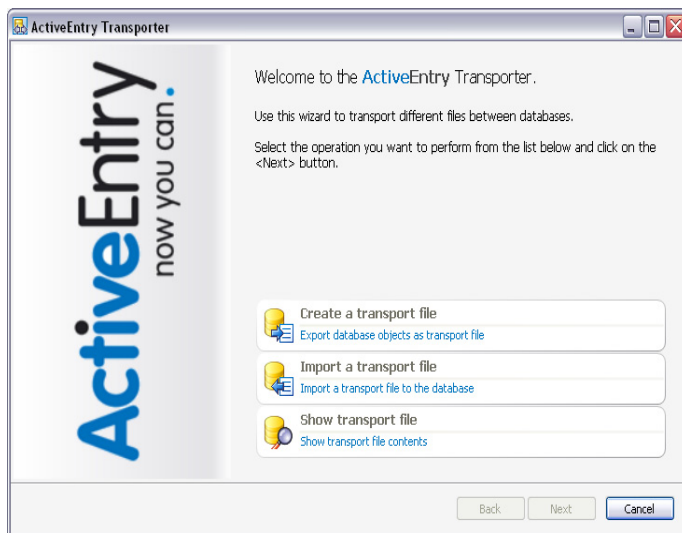 ActiveEntry Transporter
ActiveEntry
now you can.
Welcome to the ActiveEntry Transporter.
Use this wizard to transport different files between databases.
Select the operation you want to perform from the list below and click on the
<Next> button.
Create a transport file
Export database objects as transport file
Import a transport file
Import a transport file to the database
Show transport file
Show transport file contents
Back
Next
Cancel